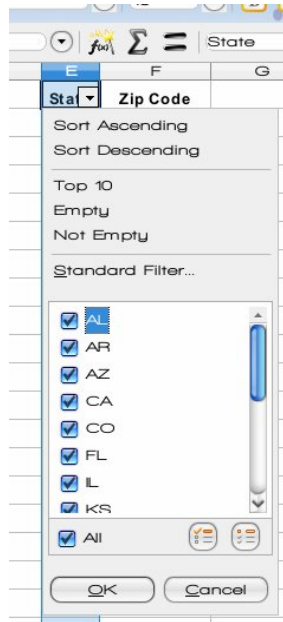 State
E F G
Stat Zip Code
Sort Ascending
Sort Descending
Top 10
Empty
Not Empty
Standard Filter...
AL
AR
AZ
CA
CO
FL
IL
KS
All
OK Cancel